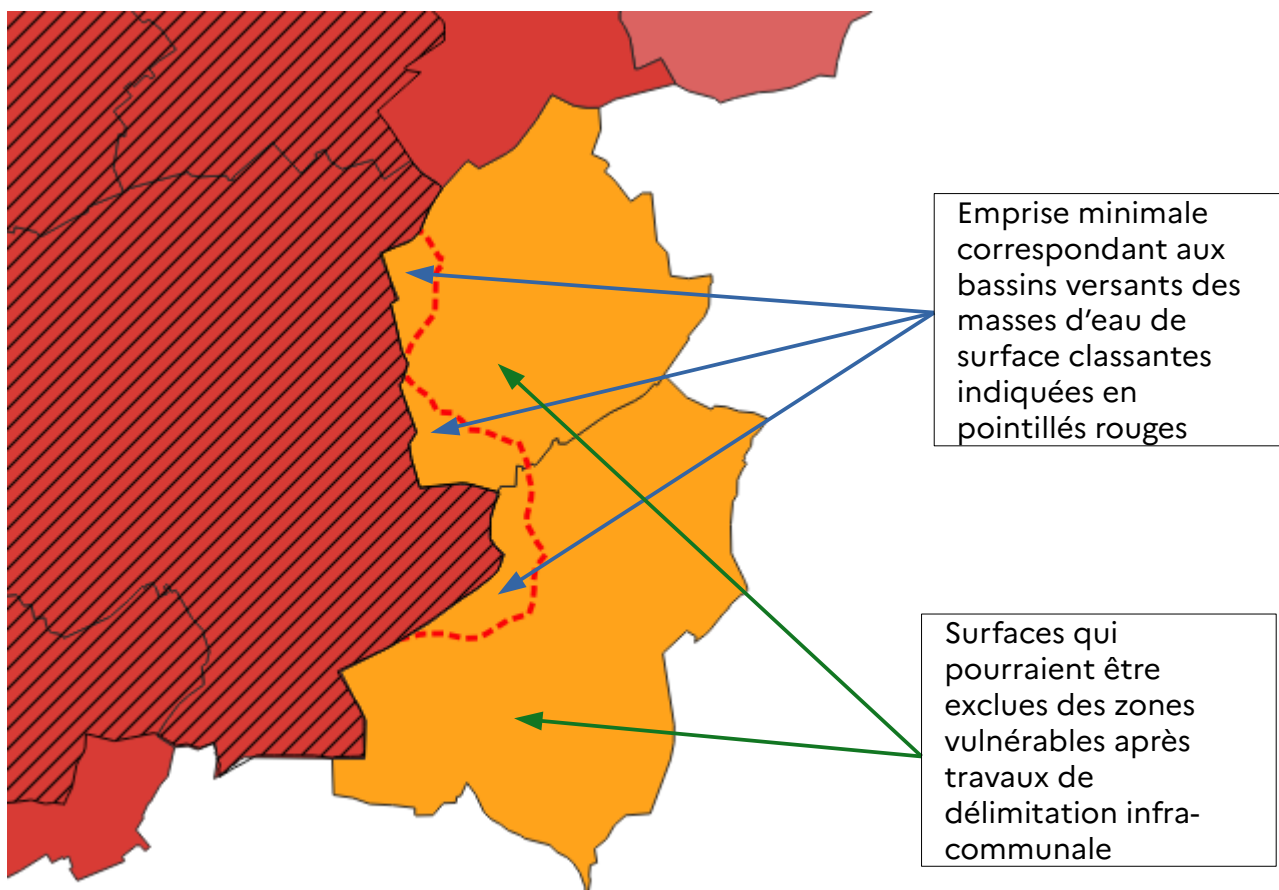 Emprise minimale
correspondant aux
bassins versants des
masses d’eau de
surface classantes
indiquées en
pointillés rouges
Surfaces qui
pourraient être
exclues des zones
vulnérables après
travaux de
délimitation infra-
communale